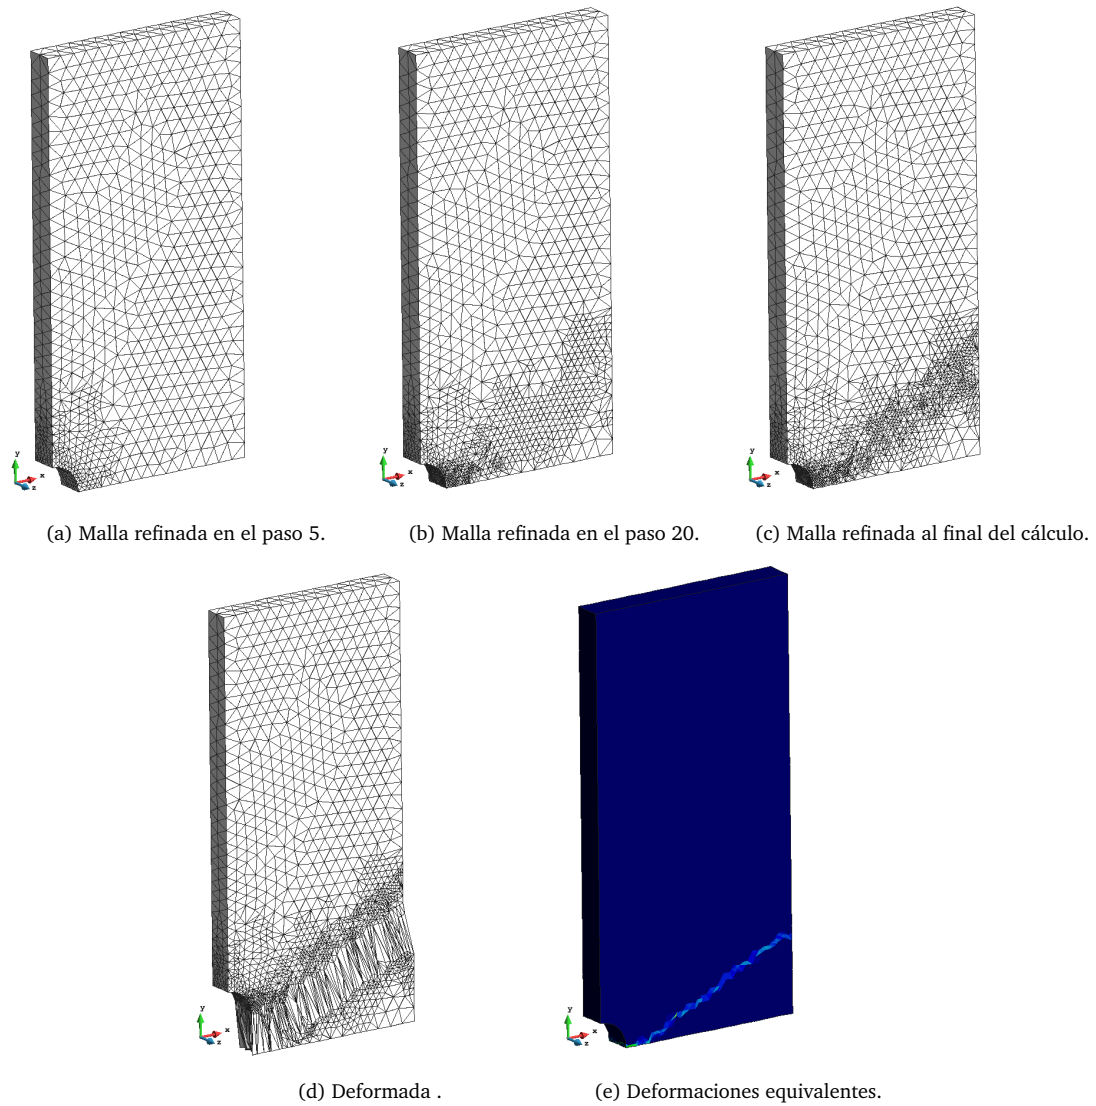 y
x
z
y
x
z
y
x
z
(a) Malla refinada en el paso 5.
(b) Malla refinada en el paso 20.
(c) Malla refinada al final del cálculo.
y
x
z
y
x
z
(d) Deformada .
(e) Deformaciones equivalentes.